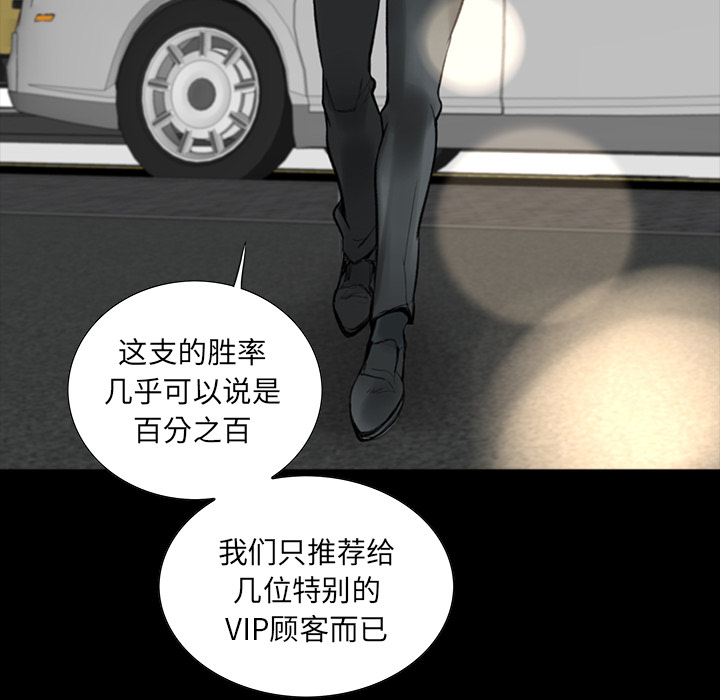 这支的胜率
几乎可以说是
百分之百
我们只推荐给
几位特别的
VIP顾客而已